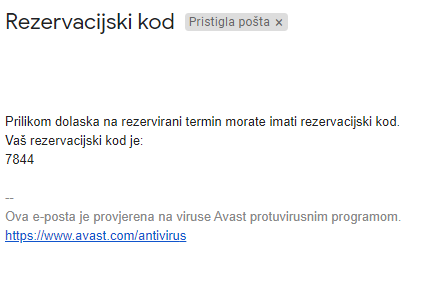 Rezervacijski kod Pristigla pošta ×
Prilikom dolaska na rezervirani termin morate imati rezervacijski kod.
Vaš rezervacijski kod je:
7844
--
Ova e-posta je provjerena na viruse Avast protuvirusnim programom.
https://www.avast.com/antivirus